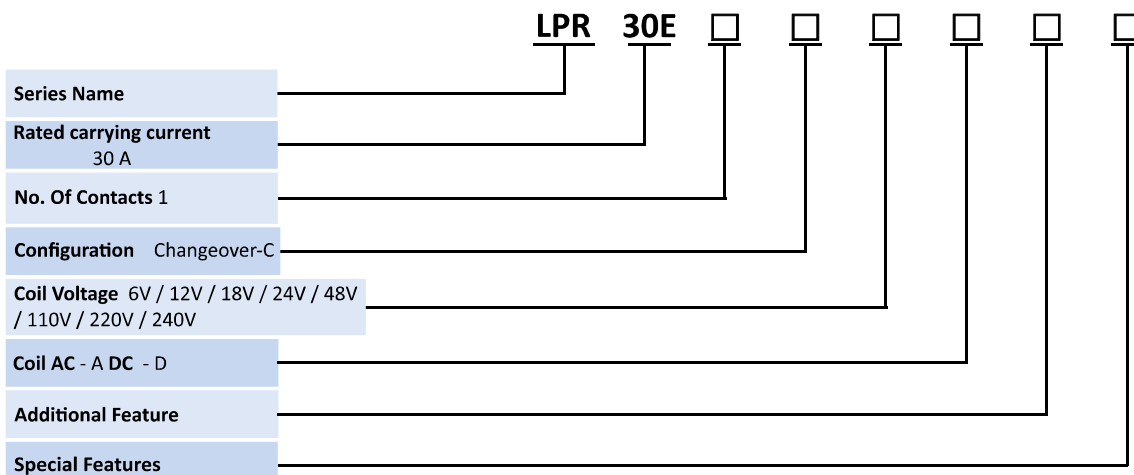 LPR 30E □ □ □ □ □ □
Series Name
Rated carrying current
30 A
No. Of Contacts 1
Configuration Changeover-C
Coil Voltage 6V / 12V / 18V / 24V / 48V
/ 110V / 220V / 240V
Coil AC - A DC - D
Additional Feature
Special Features